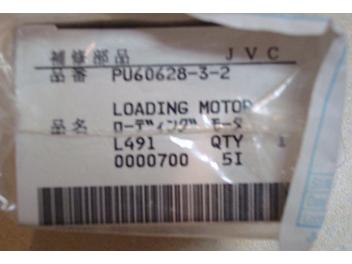 補修部品 JVC
品番 PU60628-3-2
LOADING MOTOR
品名 ローディング モータ
L491 QTY 1
0000700 5I